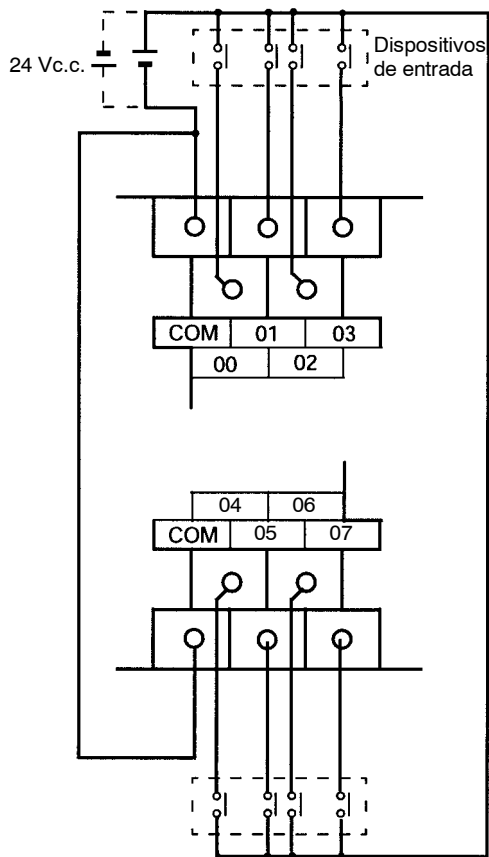 Dispositivos
de entrada
24 Vc.c.
COM 01 03
00 02
04 06
COM 05 07